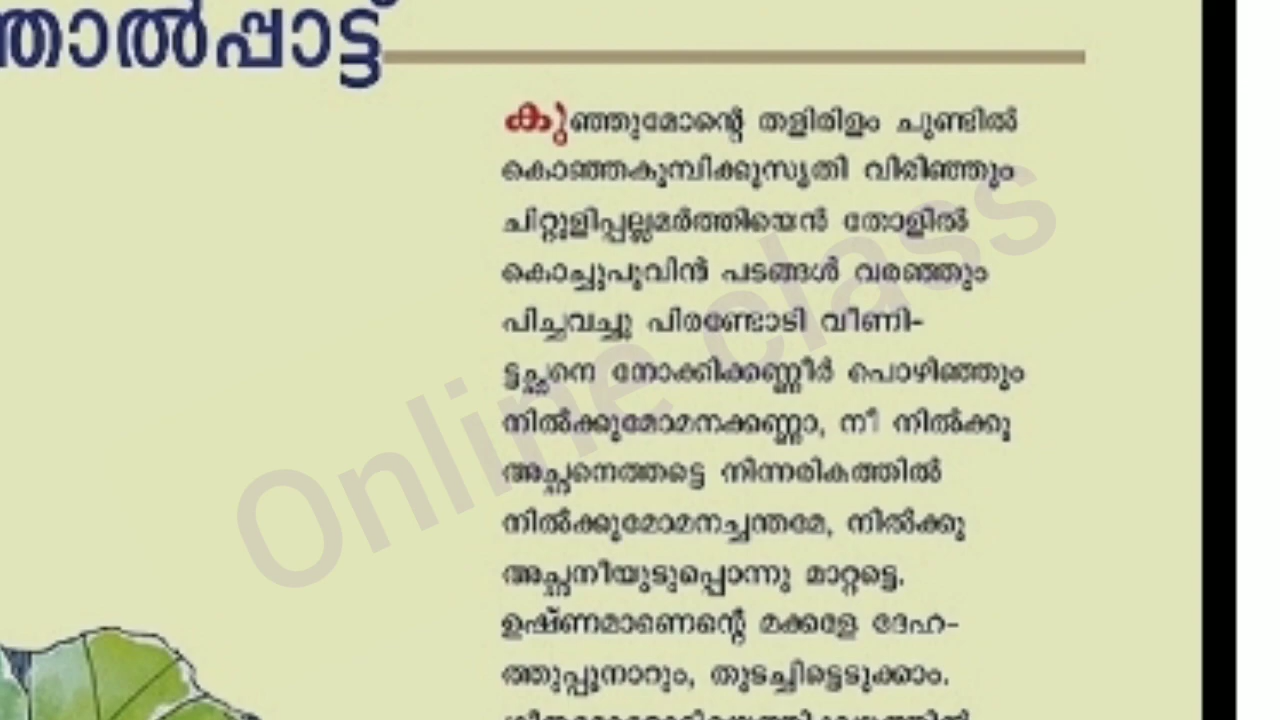 താൽപ്പാട്ട്
കുഞ്ഞുമോന്റെ തളിരിളം ചുണ്ടിൽ
കൊഞ്ഞകുമ്പിക്കുസൃതി വിരിഞ്ഞും
ചിറ്റുളിപ്പല്ലമർത്തിയെൻ തോളിൽ
കൊച്ചുപൂവിൻ പടങ്ങൾ വരഞ്ഞും
പിച്ചവച്ചു പിരണ്ടോടി വീണി-
ട്ടച്ഛനെ നോക്കിക്കണ്ണീർ പൊഴിഞ്ഞും
നിൽക്കുമോമനക്കണ്ണാ, നീ നിൽക്കൂ
അച്ഛനെത്തട്ടെ നിന്നരികത്തിൽ
നിൽക്കുമോമനച്ചന്തമേ, നിൽക്കൂ
അച്ഛനീയുടുപ്പൊന്നു മാറ്റട്ടെ.
ഉഷ്ണമാണെന്റെ മക്കളേ ദേഹ-
ത്തുപ്പുനാറും, തുടച്ചിട്ടെടുക്കാം.
Online class